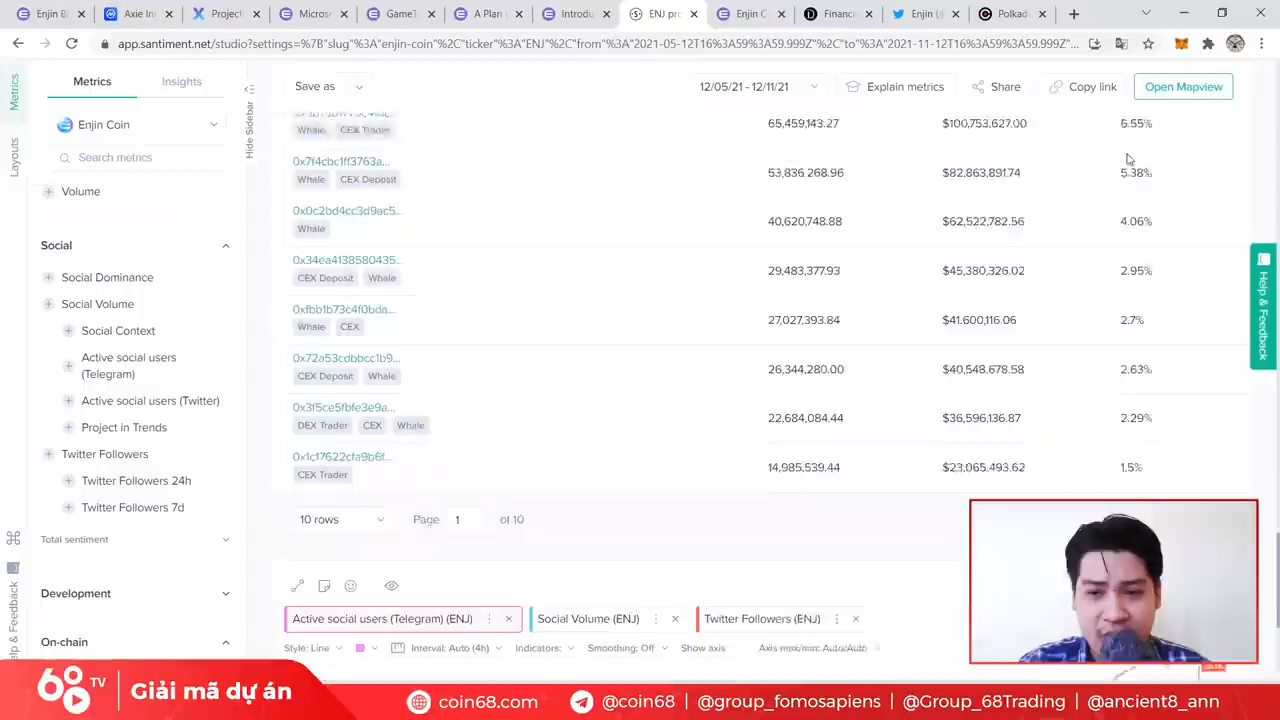 Enjin B
Axie In
Project
Micros
GameT
A Plan
Introdu
ENJ pro
Enjin C
Financ
Enjin (
Polkad
app.santiment.net/studio?settings=%7B"slug"%3A"enjin-coin"%2C"ticker"%3A"ENJ"%2C"from"%3A"2021-05-12T16%3A59%3A59.999Z"%2C"to"%3A"2021-11-12T16%3A59%3A59.999Z"%2C...
Metrics
Layouts
Help & Feedback
Metrics Insights
Hide Sidebar
Enjin Coin
Search metrics
Volume
Social
Social Dominance
Social Volume
Social Context
Active social users
(Telegram)
Active social users (Twitter)
Project in Trends
Twitter Followers
Twitter Followers 24h
Twitter Followers 7d
Total sentiment
Development
On-chain
Save as
12/05/21 - 12/11/21
Explain metrics
Share
Copy link
Open Mapview
65,459,143.27 $100,753,627.00 6.55%
Whale CEX Trader
0x7f4cbc1ff3763a...
53,836,268.96 $82,863,891.74 5.38%
Whale CEX Deposit
0x0c2bd4cc3d9ac5...
40,620,748.88 $62,522,782.56 4.06%
Whale
0x34ea4138580435...
29,483,377.93 $45,380,326.02 2.95%
CEX Deposit Whale
0xfbb1b73c4f0bda...
27,027,393.84 $41,600,116.06 2.7%
Whale CEX
0x72a53cdbbcc1b9...
26,344,280.00 $40,548,678.58 2.63%
CEX Deposit Whale
0x3f5ce5fbfe3e9a...
22,684,084.44 $36,596,136.87 2.29%
DEX Trader CEX Whale
0x1c17622cfa9b6f...
14,985,539.44 $23,065,493.62 1.5%
CEX Trader
10 rows Page 1 of 10
Active social users (Telegram) (ENJ) Social Volume (ENJ) Twitter Followers (ENJ)
Style: Line Interval: Auto (4h) Indicators: Smoothing: Off Show axis Axis max/min: Auto/Auto
Help & Feedback
68 TV
Giải mã dự án
coin68.com
@coin68 | @group_fomosapiens | @Group_68Trading | @ancient8_ann